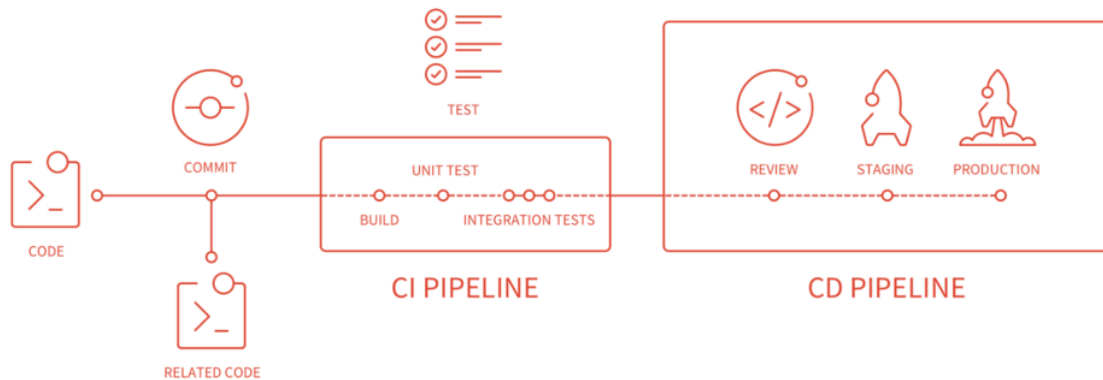 TEST
COMMIT
REVIEW
STAGING
PRODUCTION
UNIT TEST
BUILD
INTEGRATION TESTS
CODE
CI PIPELINE
CD PIPELINE
RELATED CODE